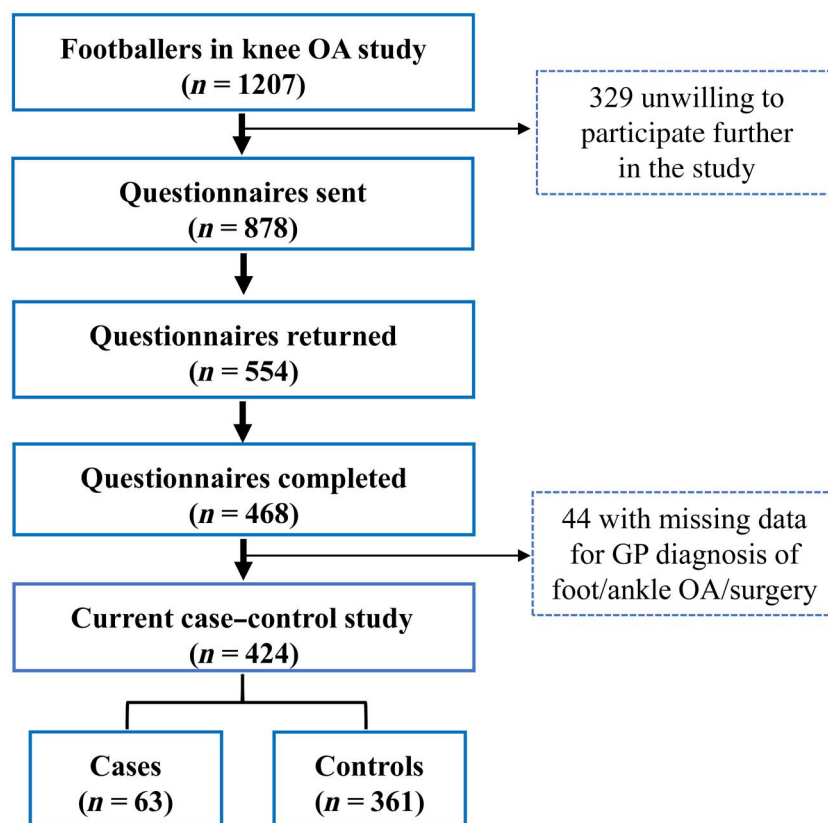 Footballers in knee OA study
(n = 1207)
329 unwilling to
participate further
in the study
Questionnaires sent
(n = 878)
Questionnaires returned
(n = 554)
Questionnaires completed
(n = 468)
44 with missing data
for GP diagnosis of
foot/ankle OA/surgery
Current case–control study
(n = 424)
Cases
(n = 63)
Controls
(n = 361)